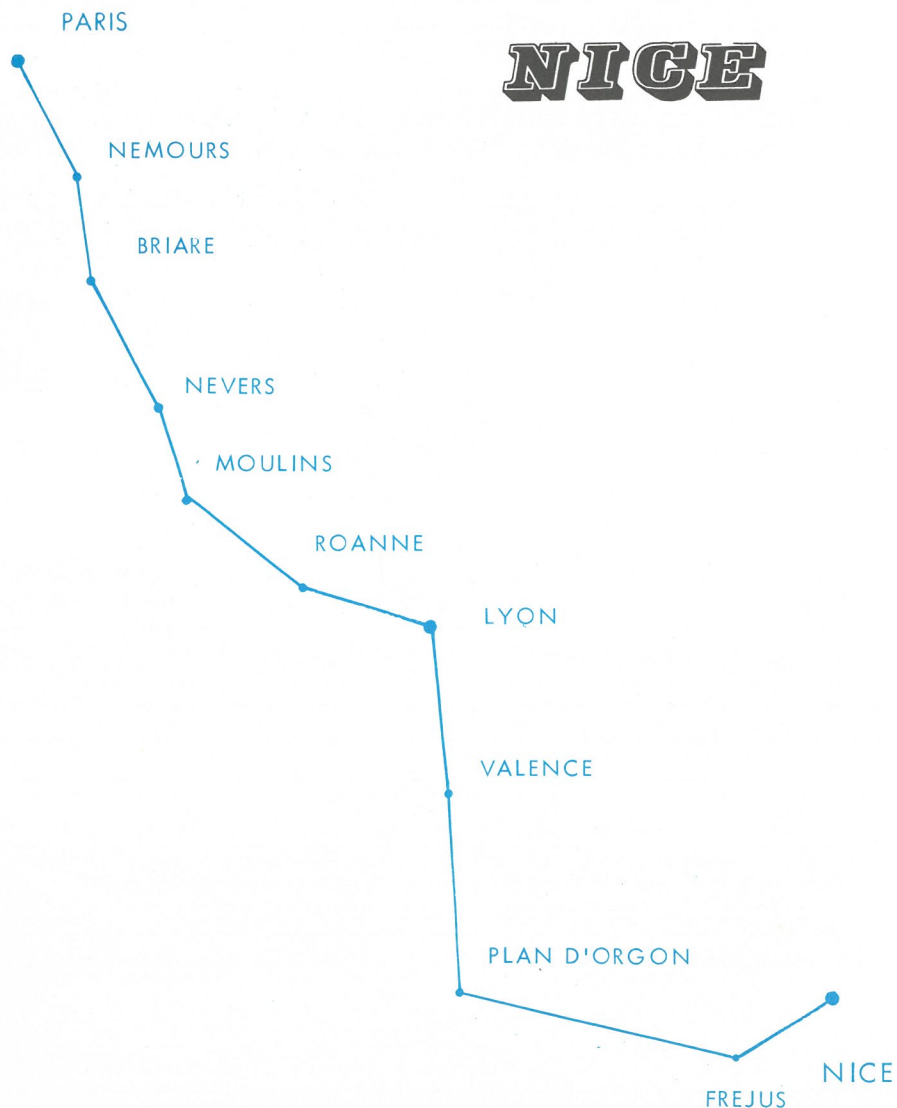 PARIS
NICE
NEMOURS
BRIARE
NEVERS
MOULINS
ROANNE
LYON
VALENCE
PLAN D'ORGON
NICE
FREJUS